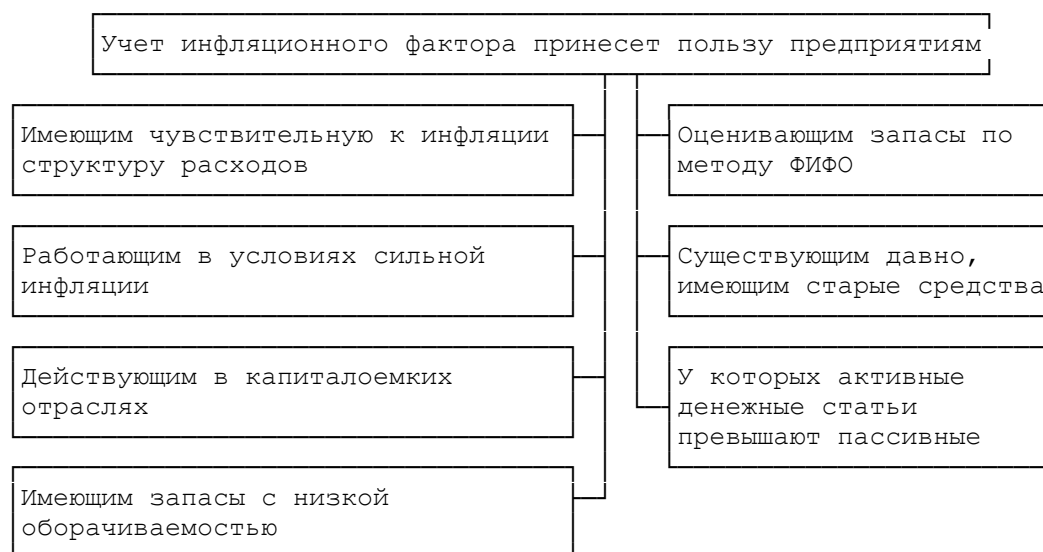 Учет инфляционного фактора принесет пользу предприятиям
Имеющим чувствительную к инфляции
структуру расходов
Оценивающим запасы по
методу ФИФО
Работающим в условиях сильной
инфляции
Существующим давно,
имеющим старые средства
Действующим в капиталоемких
отраслях
У которых активные
денежные статьи
превышают пассивные
Имеющим запасы с низкой
оборачиваемостью